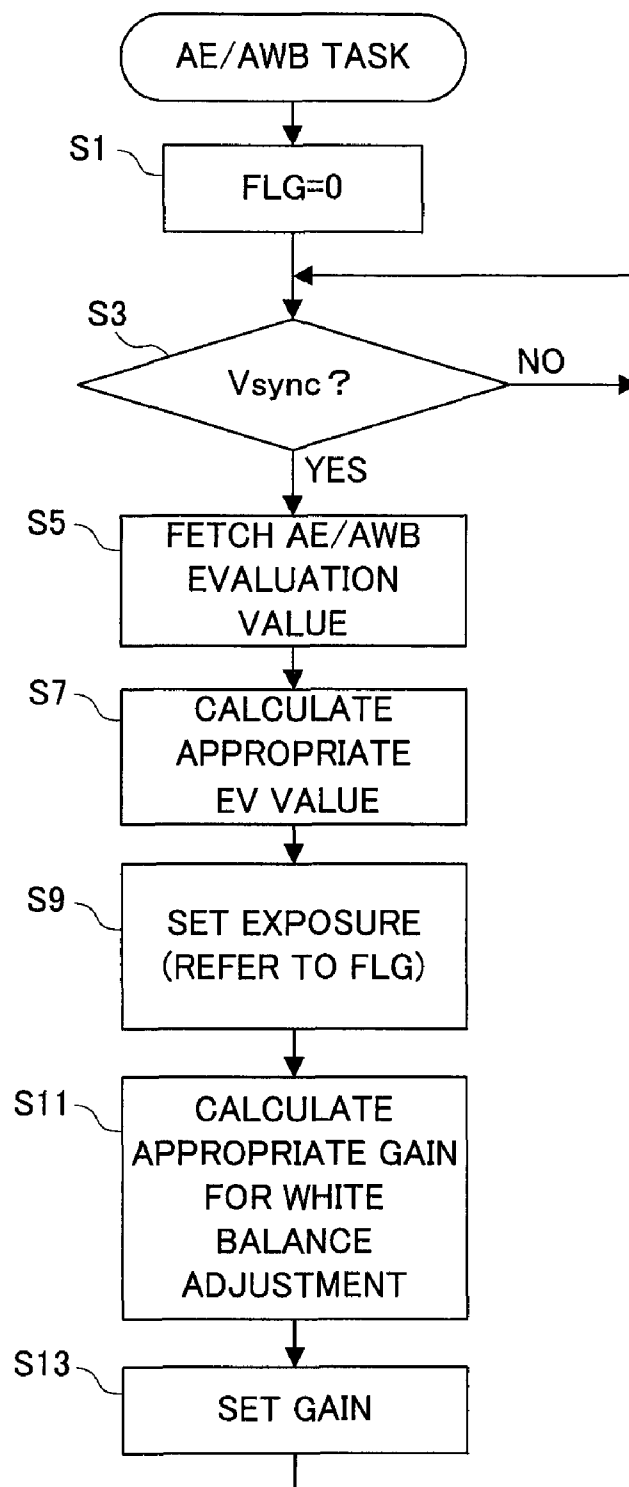 AE/AWB TASK
S1
FLG=0
S3
Vsync?
NO
YES
S5
FETCH AE/AWB
EVALUATION
VALUE
S7
CALCULATE
APPROPRIATE
EV VALUE
S9
SET EXPOSURE
(REFER TO FLG)
S11
CALCULATE
APPROPRIATE GAIN
FOR WHITE
BALANCE
ADJUSTMENT
S13
SET GAIN